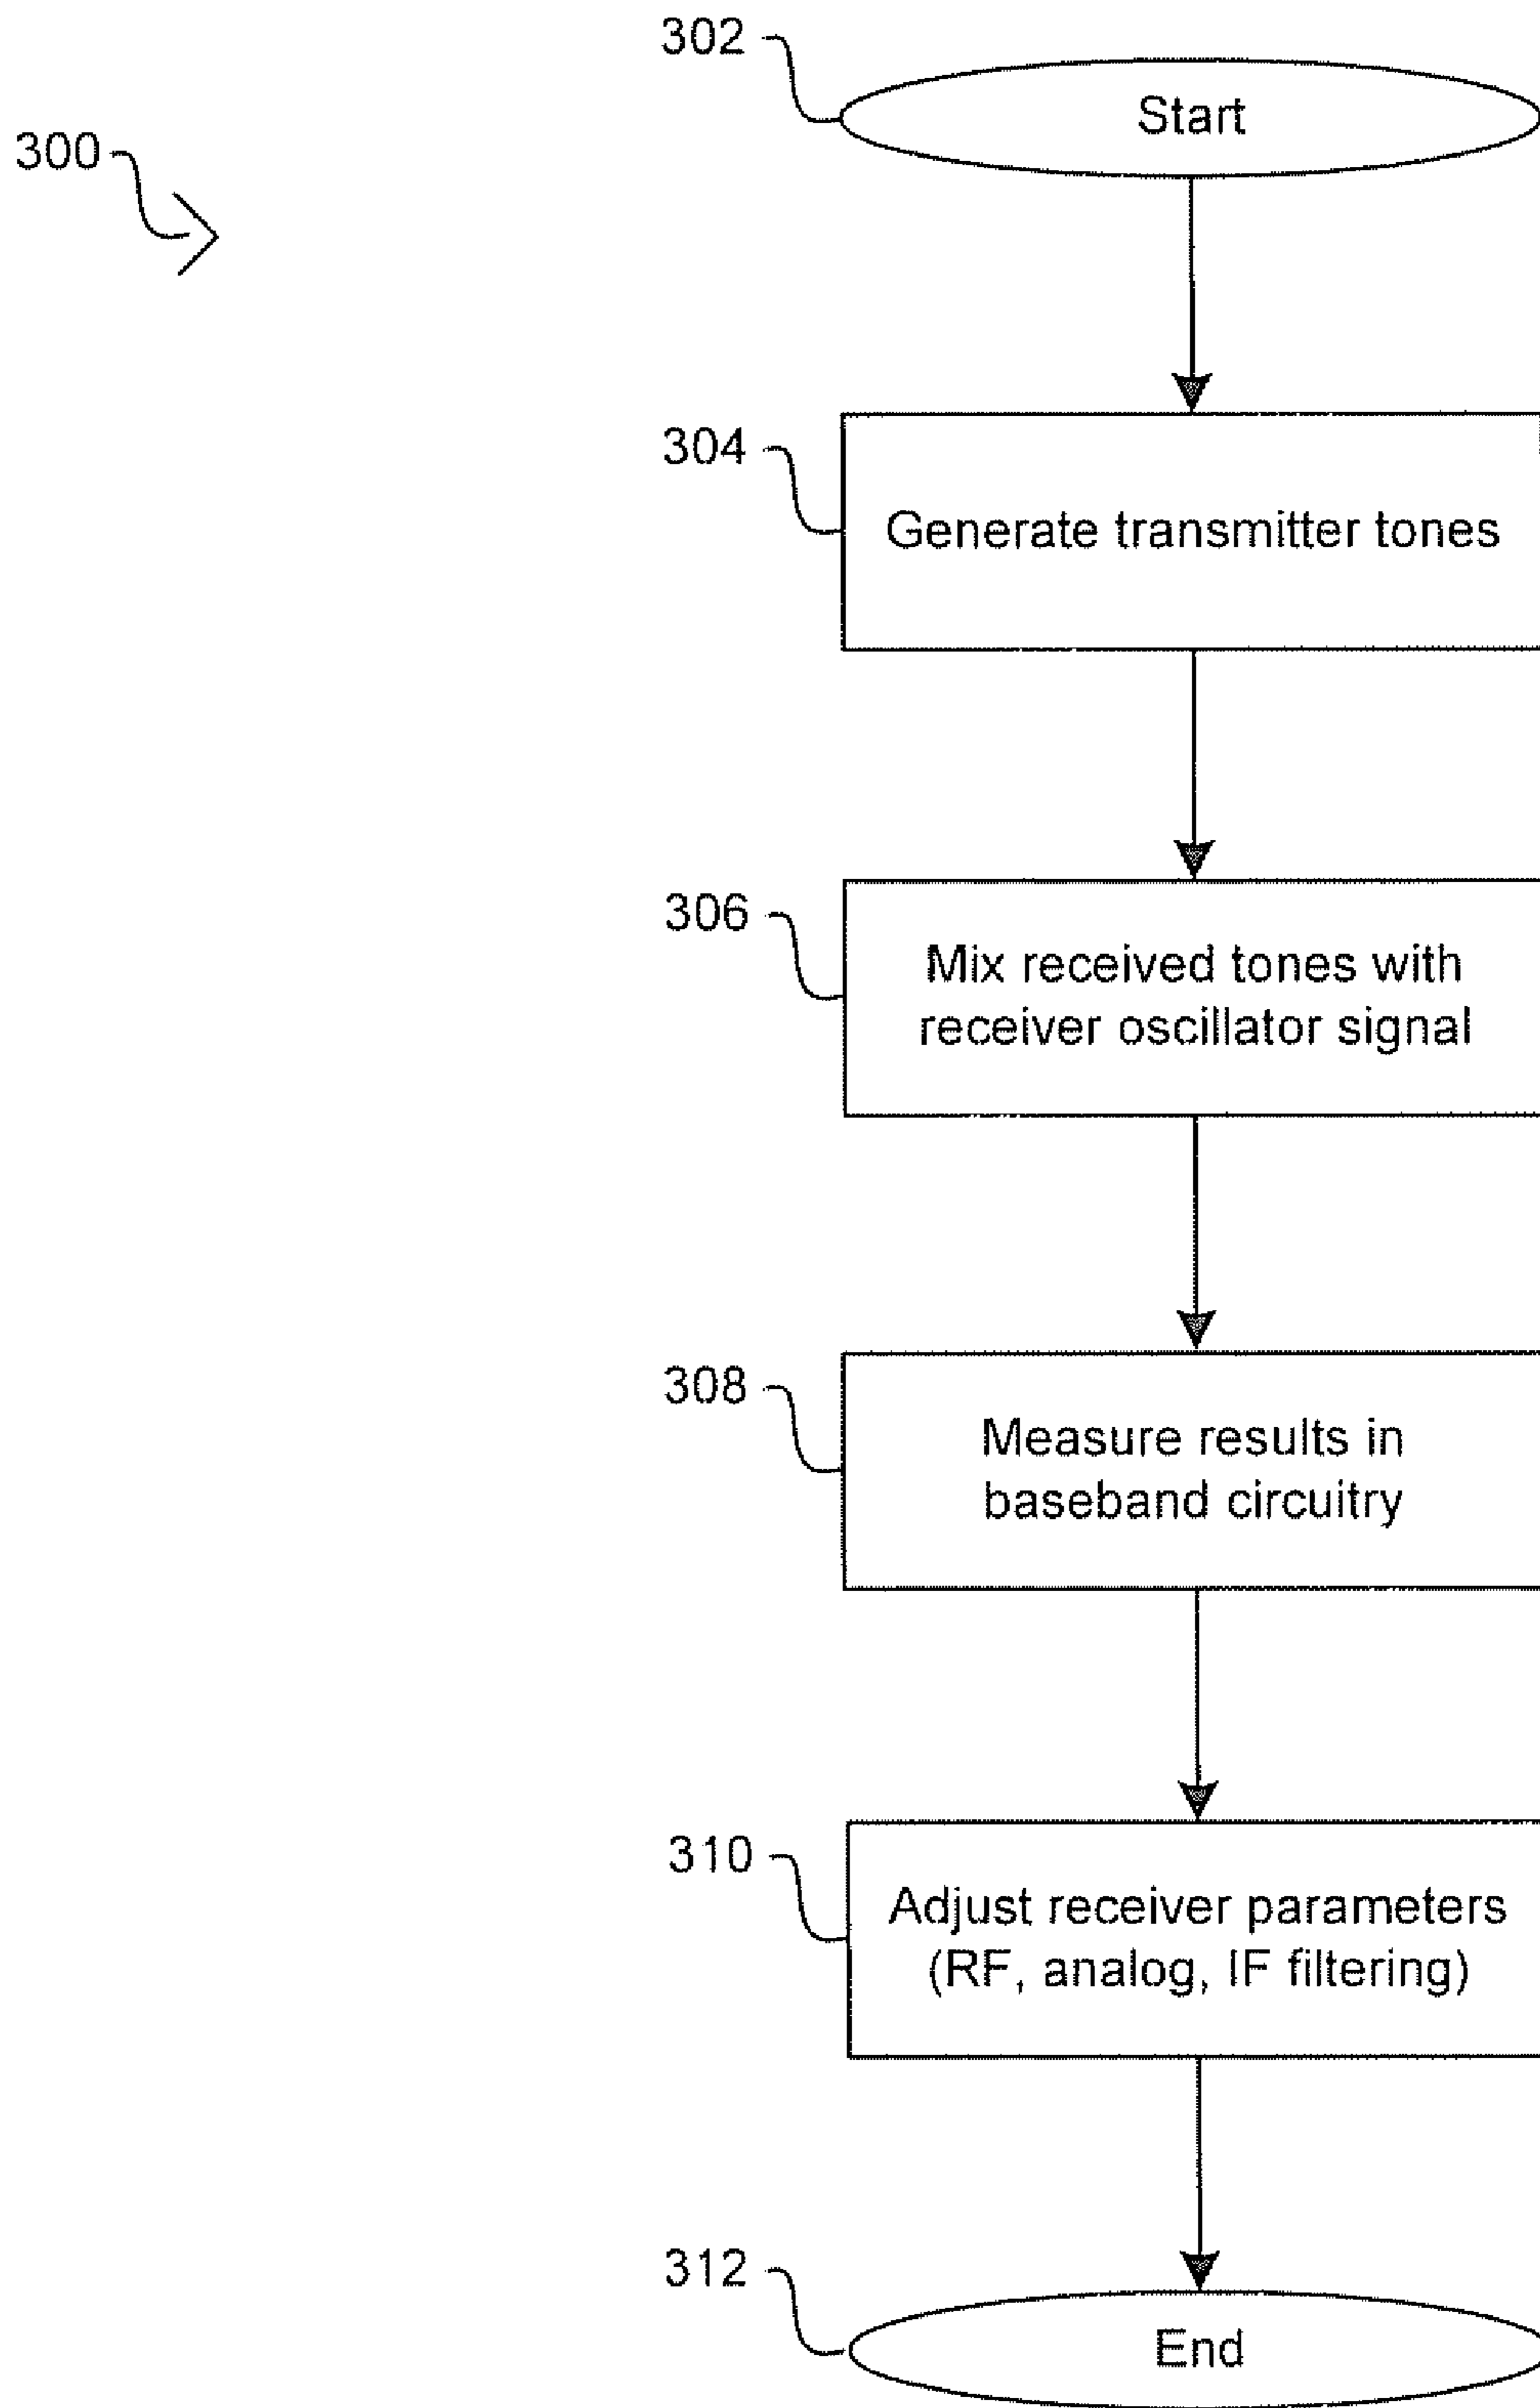 302
Start
300
304
Generate transmitter tones
306
Mix received tones with
receiver oscillator signal
308
Measure results in
baseband circuitry
310
Adjust receiver parameters
(RF, analog, IF filtering)
312
End